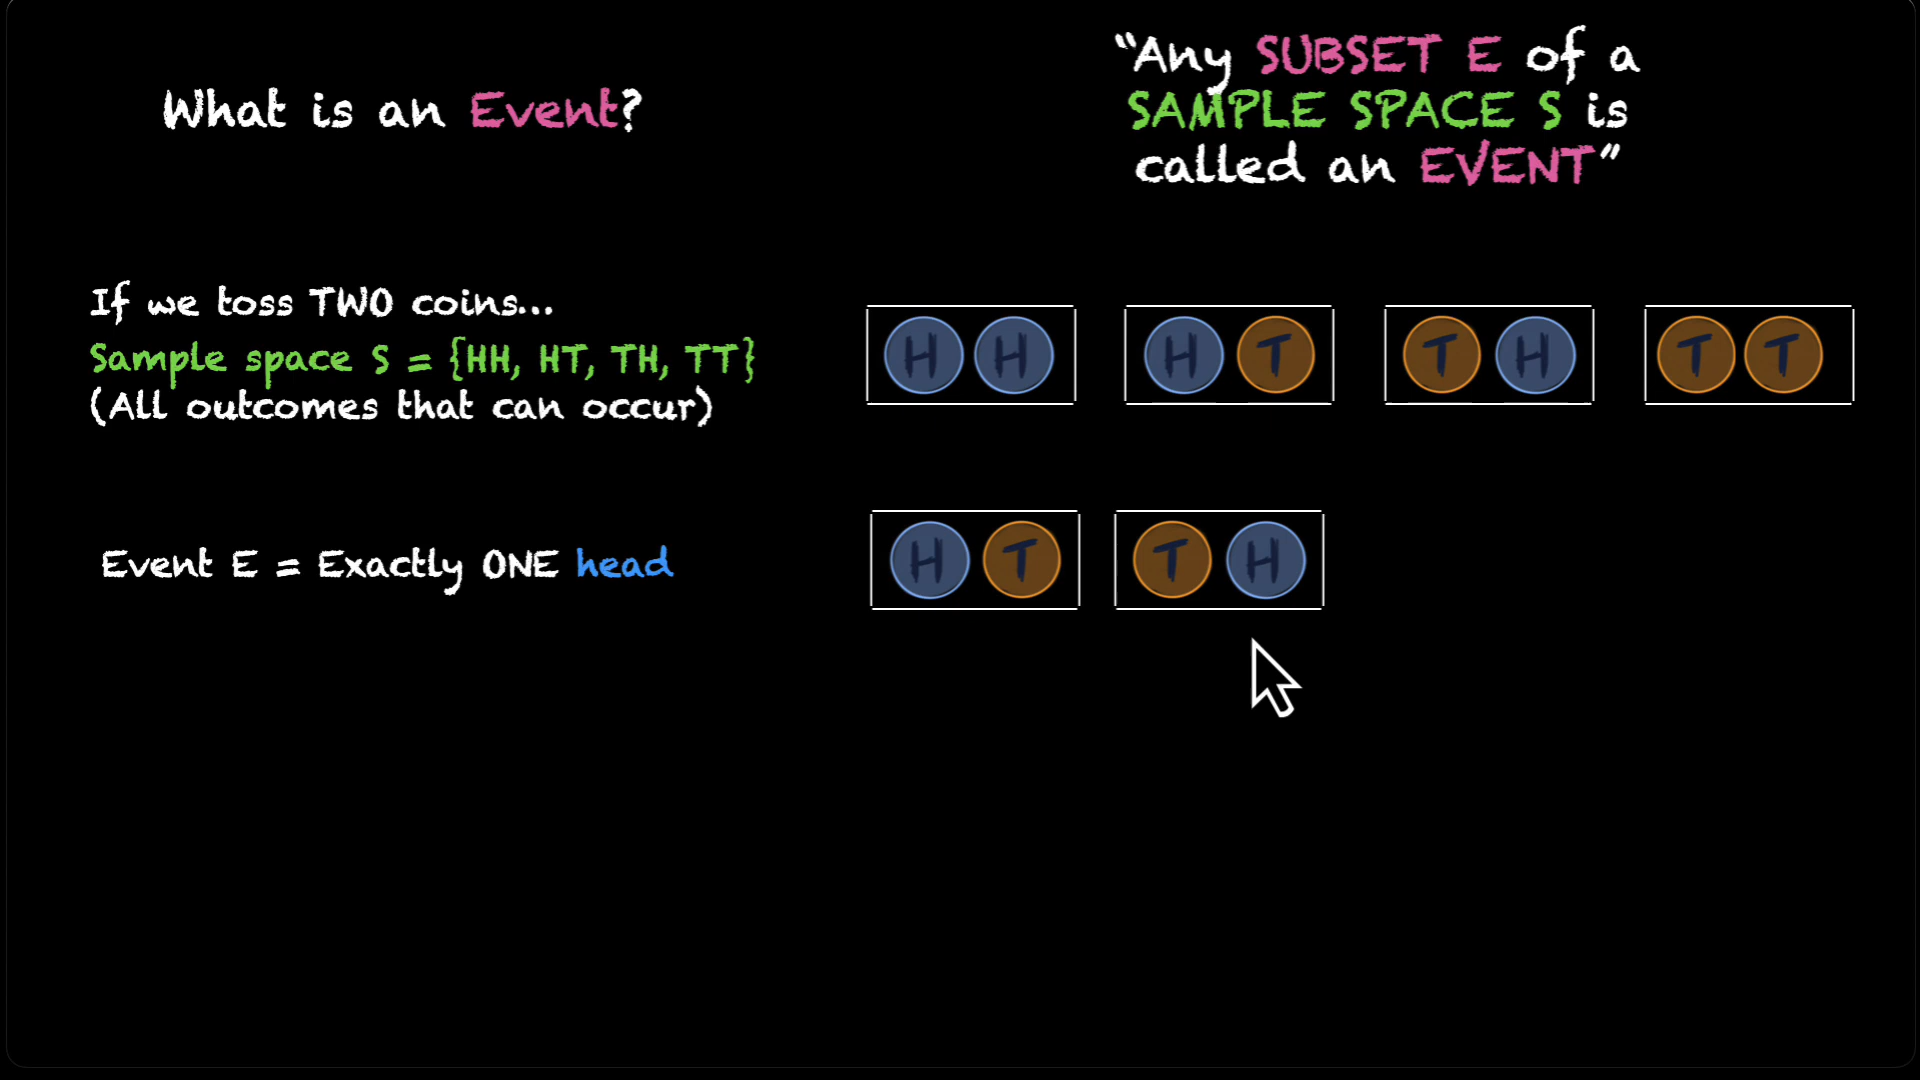 What is an Event?
“Any SUBSET E of a
SAMPLE SPACE S is
called an EVENT”
If we toss TWO coins...
Sample space S = {HH, HT, TH, TT}
(All outcomes that can occur)
H H H T T H T T
Event E = Exactly ONE head
H T T H